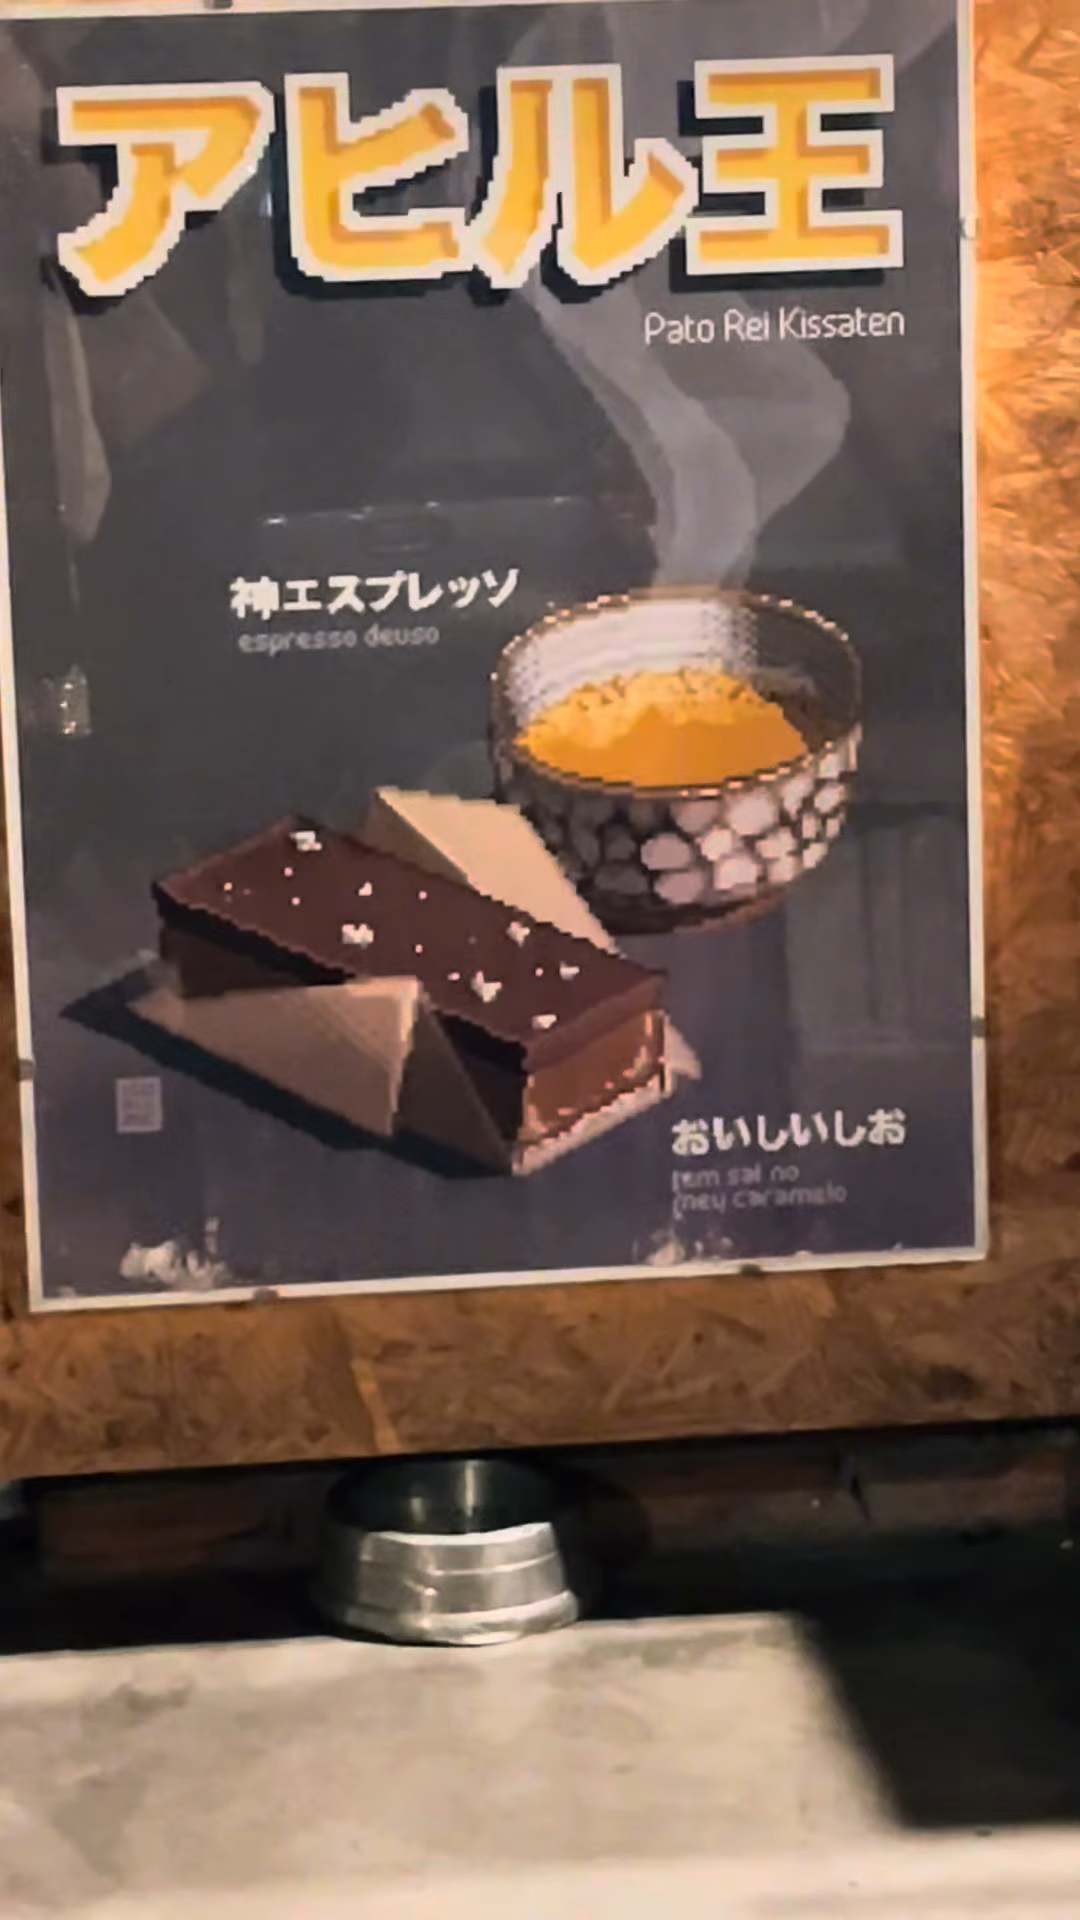 アヒル王
Pato Rei Kissaten
神エスプレッソ
espresso deuso
おいしいしお
tem sal no
mey caramelo